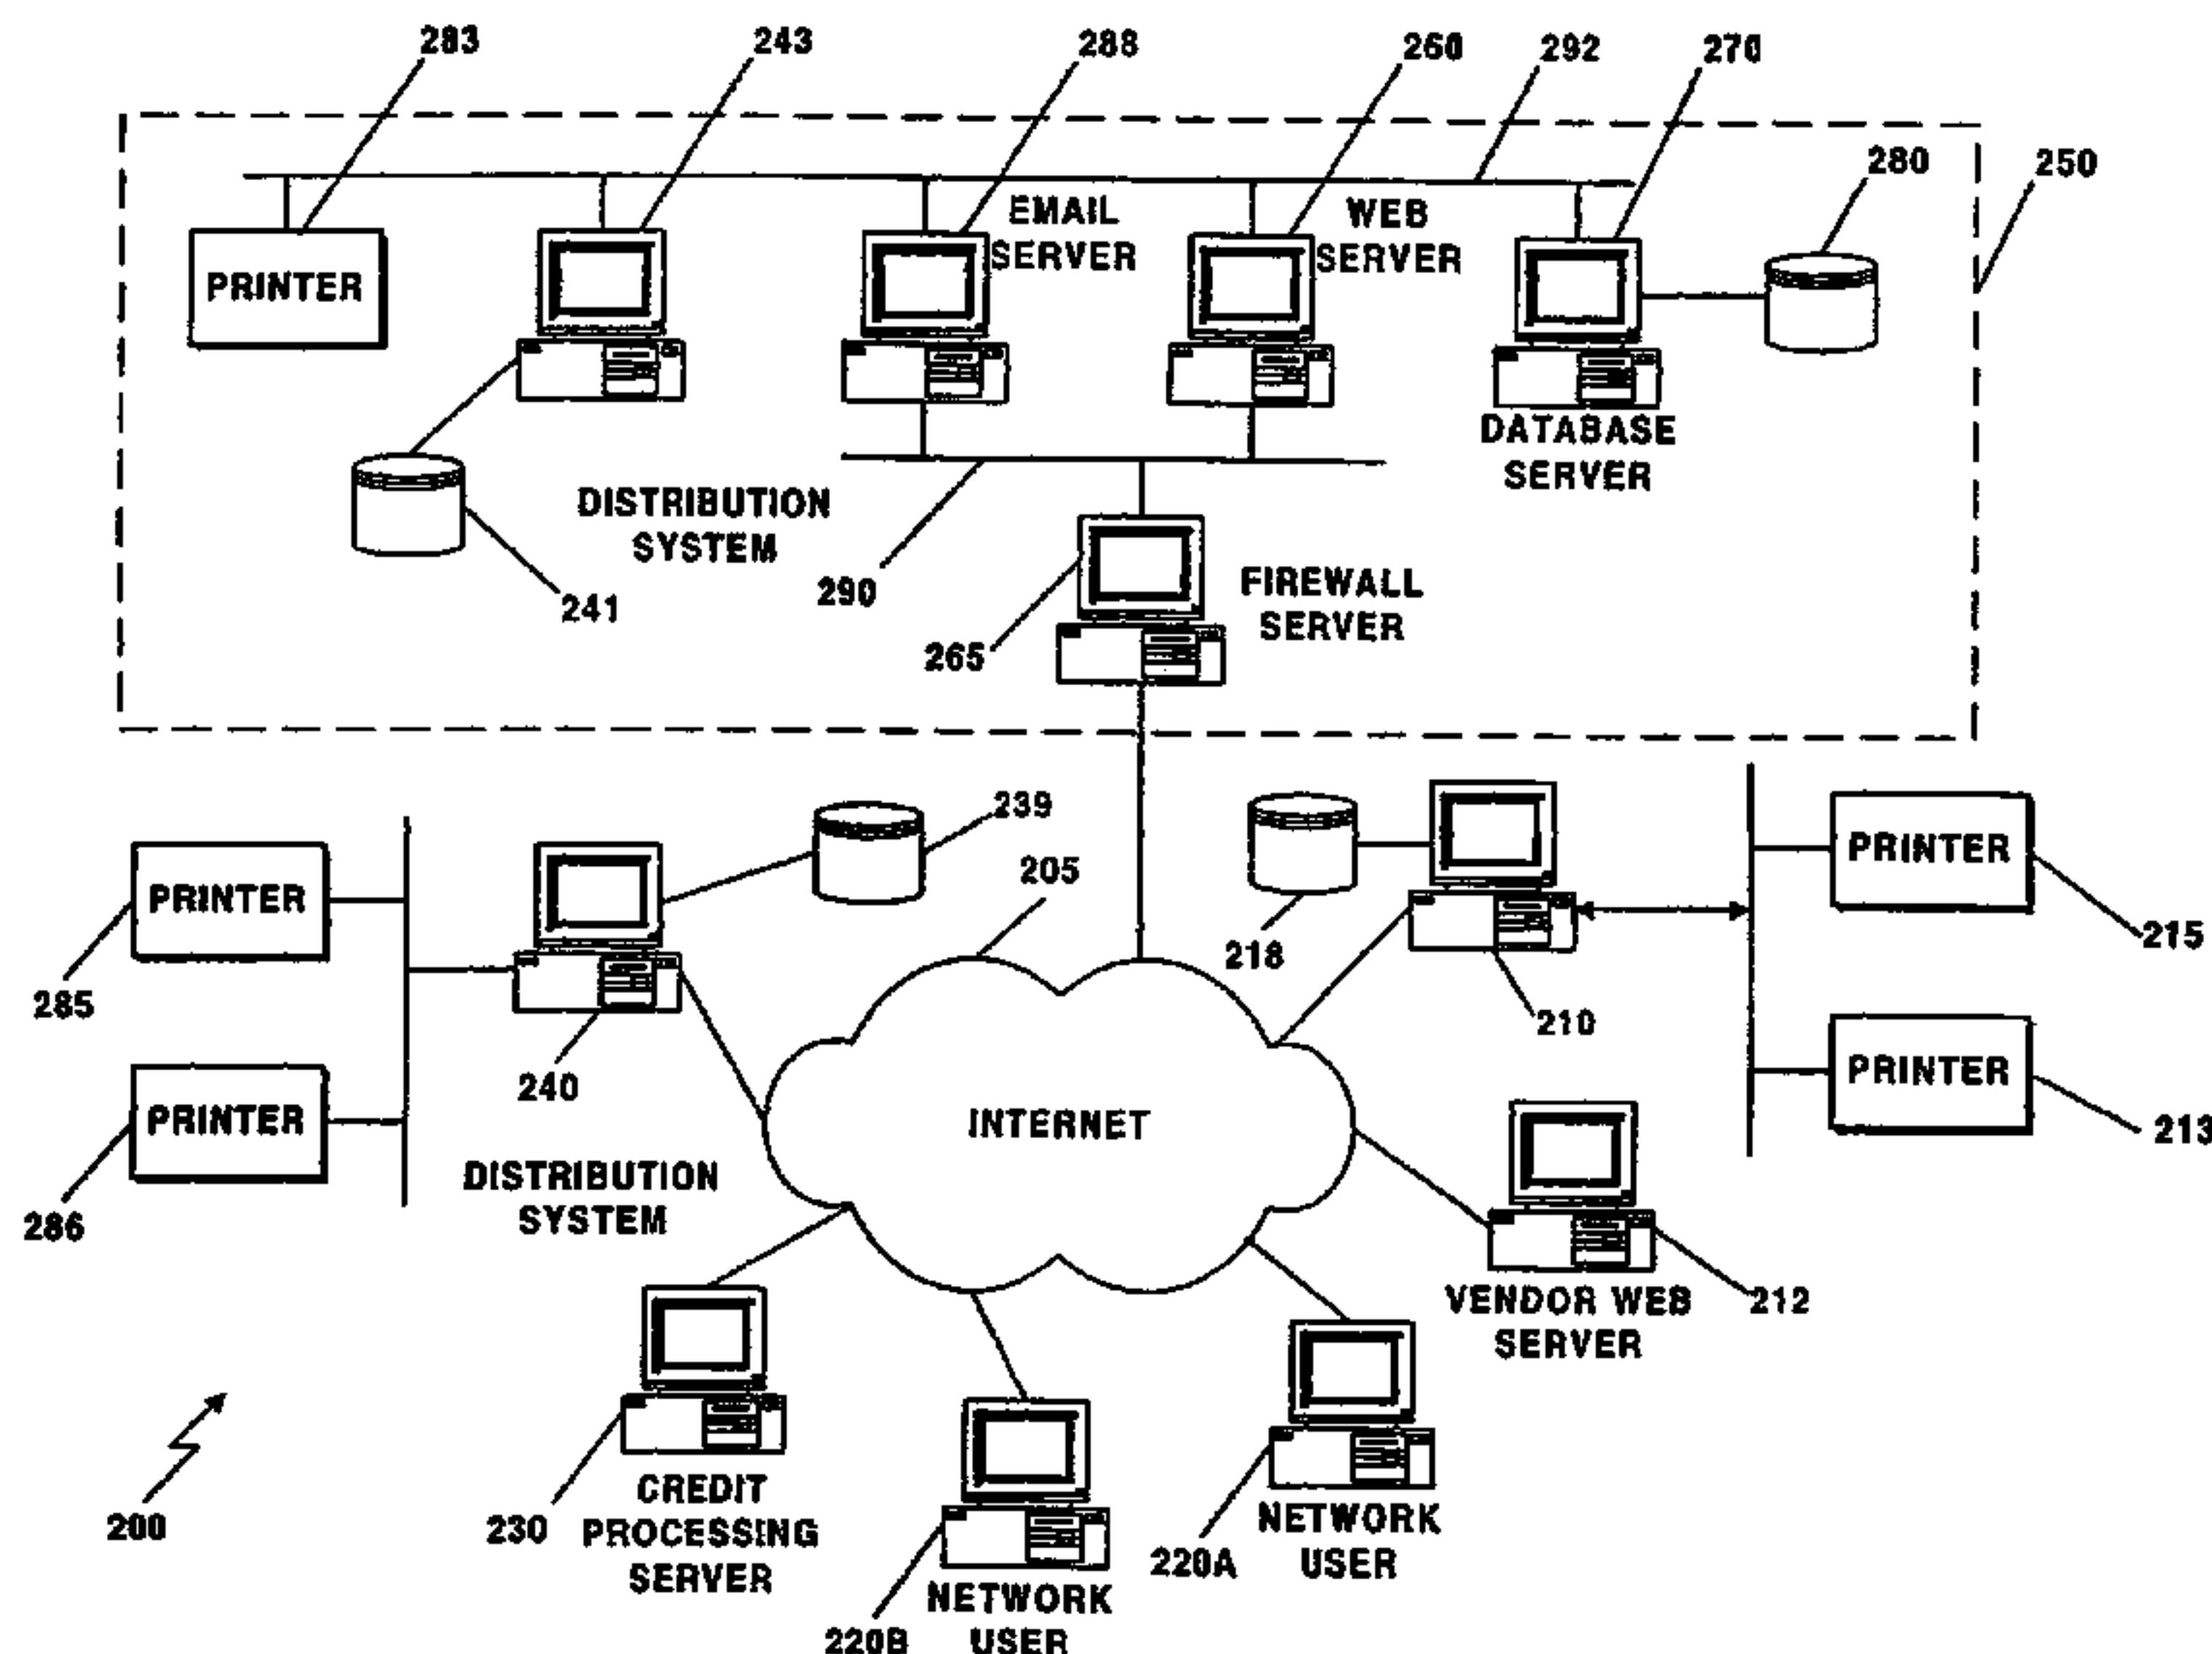 283
243
288
260
292
270
280
250
EMAIL
SERVER
WEB
SERVER
PRINTER
DATABASE
SERVER
DISTRIBUTION
SYSTEM
241
290
FIREWALL
SERVER
265
239
205
PRINTER
PRINTER
285
218
215
210
240
PRINTER
PRINTER
213
INTERNET
DISTRIBUTION
SYSTEM
286
VENDOR WEB
SERVER
212
200
230
CREDIT
PROCESSING
SERVER
220A
NETWORK
USER
220B
NETWORK
USER